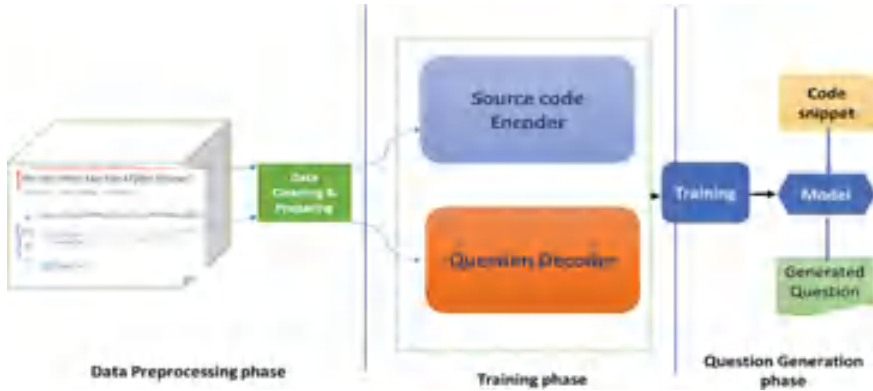 Data
Cleaning &
Preparing
Source code
Encoder
Question Decoder
Training
Code
snippet
Model
Generated
Question
Data Preprocessing phase
Training phase
Question Generation
phase